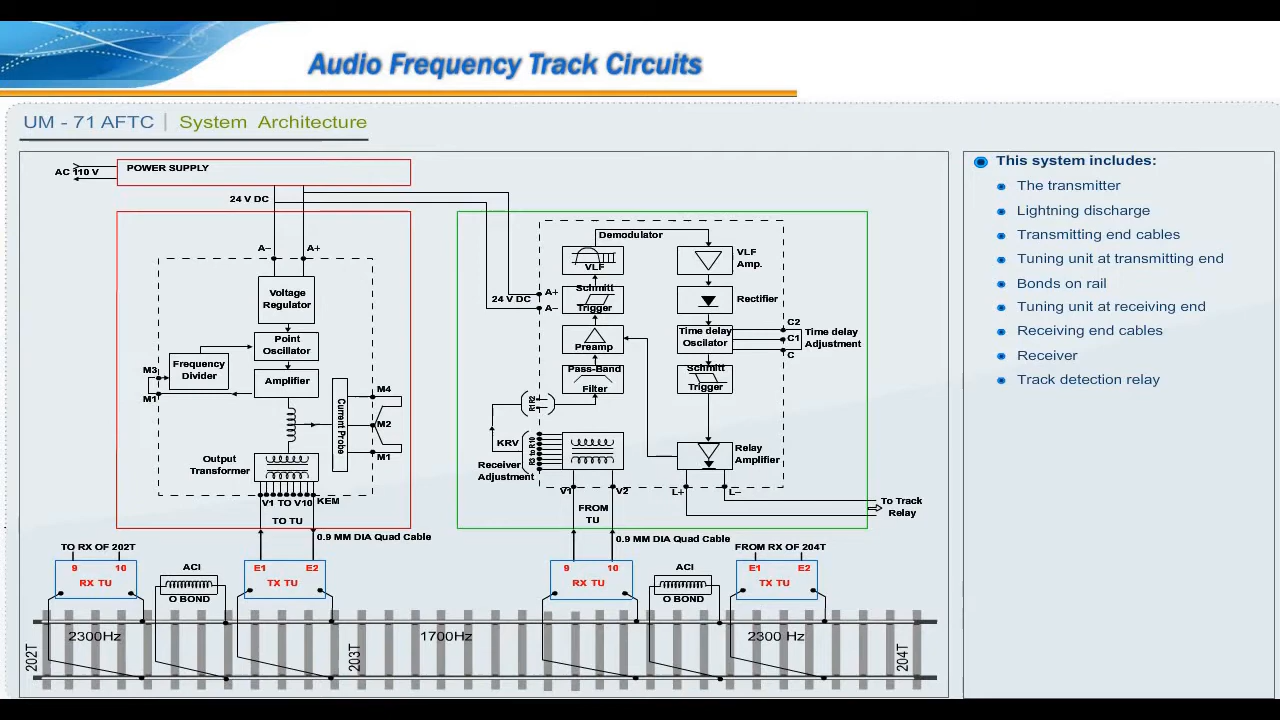 Audio Frequency Track Circuits
UM - 71 AFTC | System Architecture
POWER SUPPLY
AC 110 V
24 V DC
A– A+
Voltage
Regulator
Point
Oscillator
Frequency
Divider
Amplifier
M3
M1
Current Probe
M4
M2
M1
Output
Transformer
V1 TO V10 KEM
TO TU
0.9 MM DIA Quad Cable
Demodulator
VLF
VLF
Amp.
24 V DC
A+
A–
Schmitt
Trigger
Rectifier
Preamp
Time delay
Oscilator
C2
C1
C
Time delay
Adjustment
Pass-Band
Filter
Schmitt
Trigger
R1R2
KRV
R3 to R10
Receiver
Adjustment
Relay
Amplifier
V1 V2
L+ L–
FROM
TU
To Track
Relay
0.9 MM DIA Quad Cable
TO RX OF 202T
9 10
RX TU
ACI
O BOND
E1 E2
TX TU
9 10
RX TU
ACI
O BOND
FROM RX OF 204T
E1 E2
TX TU
2300Hz
1700Hz
2300 Hz
202T
203T
204T
This system includes:
The transmitter
Lightning discharge
Transmitting end cables
Tuning unit at transmitting end
Bonds on rail
Tuning unit at receiving end
Receiving end cables
Receiver
Track detection relay